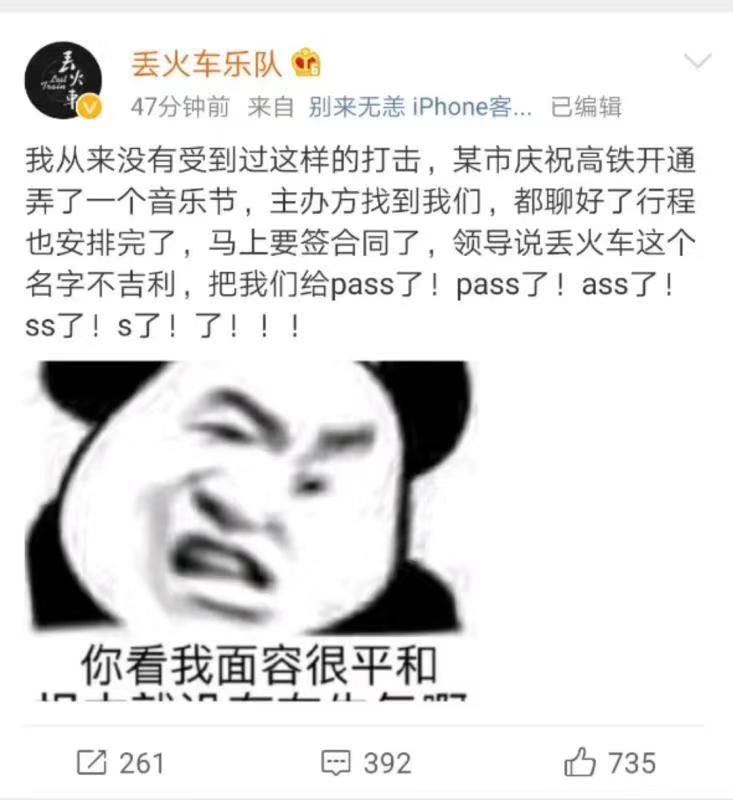 丢火车
Lost Train
丢火车乐队
47分钟前 来自 别来无恙 iPhone客... 已编辑
我从来没有受到过这样的打击，某市庆祝高铁开通
弄了一个音乐节，主办方找到我们，都聊好了行程
也安排完了，马上要签合同了，领导说丢火车这个
名字不吉利，把我们给pass了！pass了！ass了！
ss了！s了！了！！！
你看我面容很平和
261 392 735